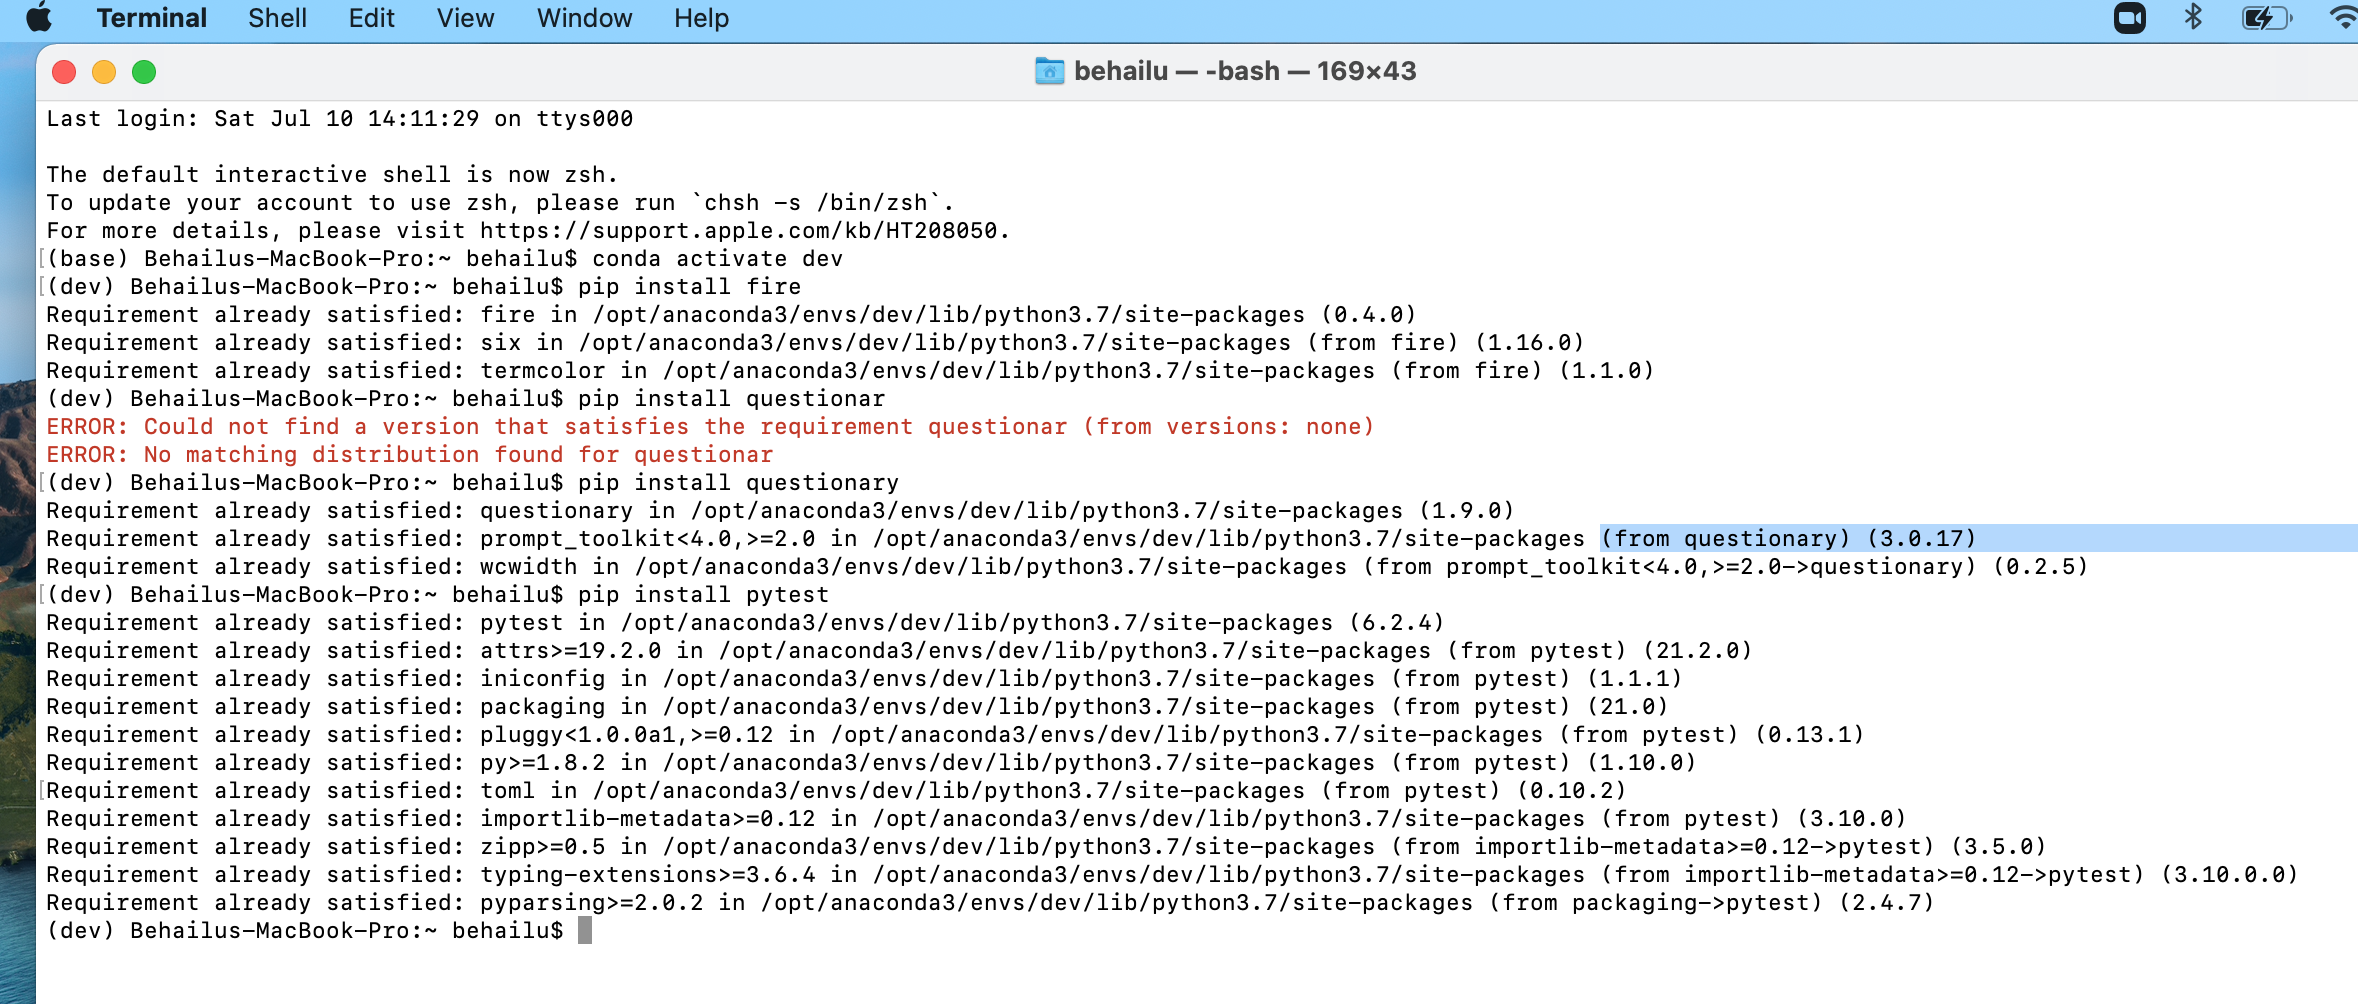 Terminal Shell Edit View Window Help
behailu — -bash — 169×43
Last login: Sat Jul 10 14:11:29 on ttys000
The default interactive shell is now zsh.
To update your account to use zsh, please run `chsh -s /bin/zsh`.
For more details, please visit https://support.apple.com/kb/HT208050.
[(base) Behailus-MacBook-Pro:~ behailu$ conda activate dev
[(dev) Behailus-MacBook-Pro:~ behailu$ pip install fire
Requirement already satisfied: fire in /opt/anaconda3/envs/dev/lib/python3.7/site-packages (0.4.0)
Requirement already satisfied: six in /opt/anaconda3/envs/dev/lib/python3.7/site-packages (from fire) (1.16.0)
Requirement already satisfied: termcolor in /opt/anaconda3/envs/dev/lib/python3.7/site-packages (from fire) (1.1.0)
(dev) Behailus-MacBook-Pro:~ behailu$ pip install questionar
ERROR: Could not find a version that satisfies the requirement questionar (from versions: none)
ERROR: No matching distribution found for questionar
[(dev) Behailus-MacBook-Pro:~ behailu$ pip install questionary
Requirement already satisfied: questionary in /opt/anaconda3/envs/dev/lib/python3.7/site-packages (1.9.0)
Requirement already satisfied: prompt_toolkit<4.0,>=2.0 in /opt/anaconda3/envs/dev/lib/python3.7/site-packages (from questionary) (3.0.17)
Requirement already satisfied: wcwidth in /opt/anaconda3/envs/dev/lib/python3.7/site-packages (from prompt_toolkit<4.0,>=2.0->questionary) (0.2.5)
[(dev) Behailus-MacBook-Pro:~ behailu$ pip install pytest
Requirement already satisfied: pytest in /opt/anaconda3/envs/dev/lib/python3.7/site-packages (6.2.4)
Requirement already satisfied: attrs>=19.2.0 in /opt/anaconda3/envs/dev/lib/python3.7/site-packages (from pytest) (21.2.0)
Requirement already satisfied: iniconfig in /opt/anaconda3/envs/dev/lib/python3.7/site-packages (from pytest) (1.1.1)
Requirement already satisfied: packaging in /opt/anaconda3/envs/dev/lib/python3.7/site-packages (from pytest) (21.0)
Requirement already satisfied: pluggy<1.0.0a1,>=0.12 in /opt/anaconda3/envs/dev/lib/python3.7/site-packages (from pytest) (0.13.1)
Requirement already satisfied: py>=1.8.2 in /opt/anaconda3/envs/dev/lib/python3.7/site-packages (from pytest) (1.10.0)
[Requirement already satisfied: toml in /opt/anaconda3/envs/dev/lib/python3.7/site-packages (from pytest) (0.10.2)
Requirement already satisfied: importlib-metadata>=0.12 in /opt/anaconda3/envs/dev/lib/python3.7/site-packages (from pytest) (3.10.0)
Requirement already satisfied: zipp>=0.5 in /opt/anaconda3/envs/dev/lib/python3.7/site-packages (from importlib-metadata>=0.12->pytest) (3.5.0)
Requirement already satisfied: typing-extensions>=3.6.4 in /opt/anaconda3/envs/dev/lib/python3.7/site-packages (from importlib-metadata>=0.12->pytest) (3.10.0.0)
Requirement already satisfied: pyparsing>=2.0.2 in /opt/anaconda3/envs/dev/lib/python3.7/site-packages (from packaging->pytest) (2.4.7)
(dev) Behailus-MacBook-Pro:~ behailu$